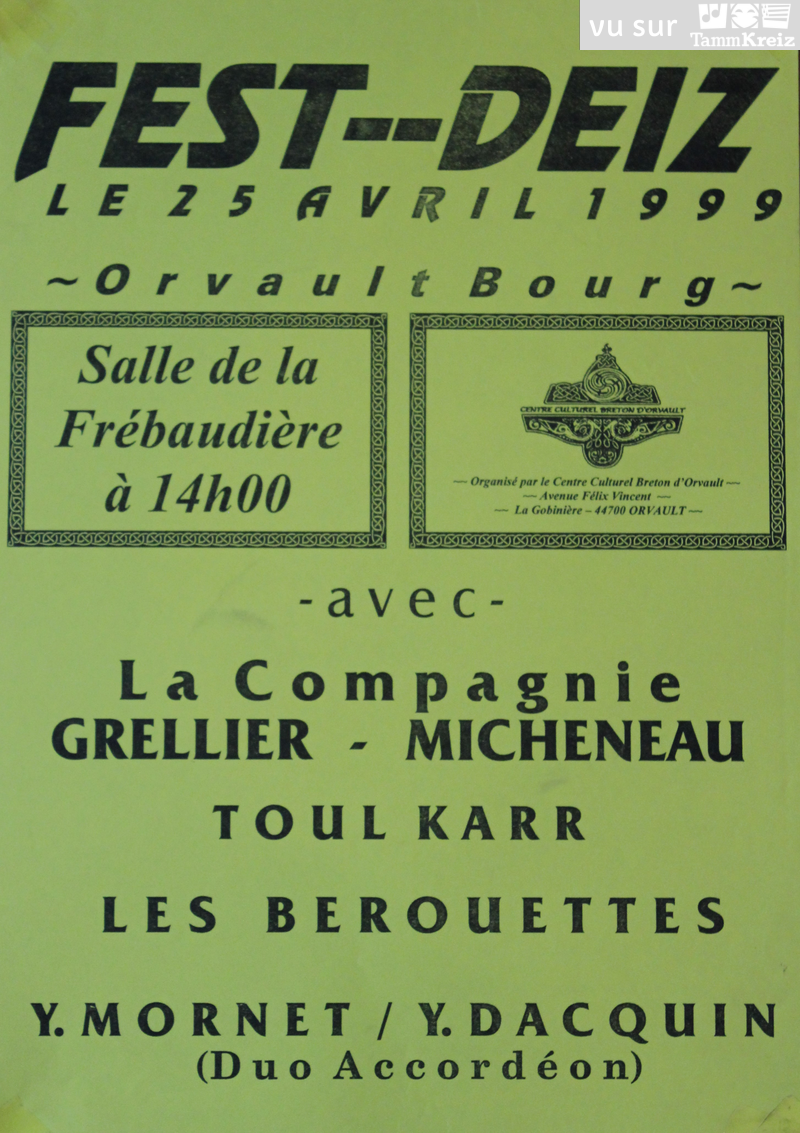 vu sur TammKreiz
FEST--DEIZ
LE 25 AVRIL 1999
~Orvault Bourg~
Salle de la
Frébaudière
à 14h00
CENTRE CULTUREL BRETON D'ORVAULT
~ Organisé par le Centre Culturel Breton d'Orvault ~
~ Avenue Félix Vincent ~
~ La Gobinière – 44700 ORVAULT ~
-avec-
La Compagnie
GRELLIER - MICHENEAU
TOUL KARR
LES BEROUETTES
Y. MORNET / Y. DACQUIN
(Duo Accordéon)